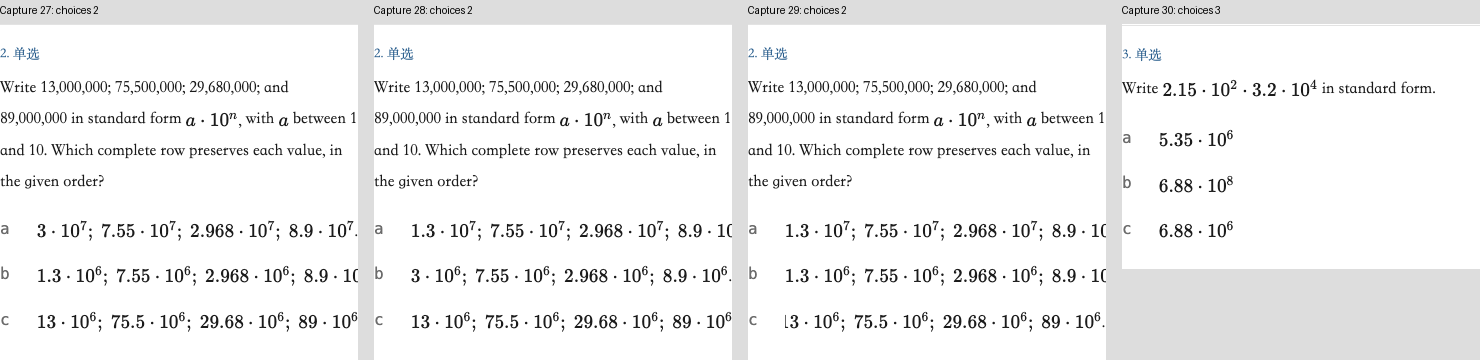 Capture 27: choices 2
2. 单选
Write 13,000,000; 75,500,000; 29,680,000; and
89,000,000 in standard form a · 10ⁿ, with a between 1
and 10. Which complete row preserves each value, in
the given order?
a 3 · 10⁷; 7.55 · 10⁷; 2.968 · 10⁷; 8.9 · 10⁷.
b 1.3 · 10⁶; 7.55 · 10⁶; 2.968 · 10⁶; 8.9 · 10
c 13 · 10⁶; 75.5 · 10⁶; 29.68 · 10⁶; 89 · 10⁶
Capture 28: choices 2
2. 单选
Write 13,000,000; 75,500,000; 29,680,000; and
89,000,000 in standard form a · 10ⁿ, with a between 1
and 10. Which complete row preserves each value, in
the given order?
a 1.3 · 10⁷; 7.55 · 10⁷; 2.968 · 10⁷; 8.9 · 10
b 3 · 10⁶; 7.55 · 10⁶; 2.968 · 10⁶; 8.9 · 10⁶.
c 13 · 10⁶; 75.5 · 10⁶; 29.68 · 10⁶; 89 · 10⁶
Capture 29: choices 2
2. 单选
Write 13,000,000; 75,500,000; 29,680,000; and
89,000,000 in standard form a · 10ⁿ, with a between 1
and 10. Which complete row preserves each value, in
the given order?
a 1.3 · 10⁷; 7.55 · 10⁷; 2.968 · 10⁷; 8.9 · 10
b 1.3 · 10⁶; 7.55 · 10⁶; 2.968 · 10⁶; 8.9 · 10
c 13 · 10⁶; 75.5 · 10⁶; 29.68 · 10⁶; 89 · 10⁶.
Capture 30: choices 3
3. 单选
Write 2.15 · 10² · 3.2 · 10⁴ in standard form.
a 5.35 · 10⁶
b 6.88 · 10⁸
c 6.88 · 10⁶